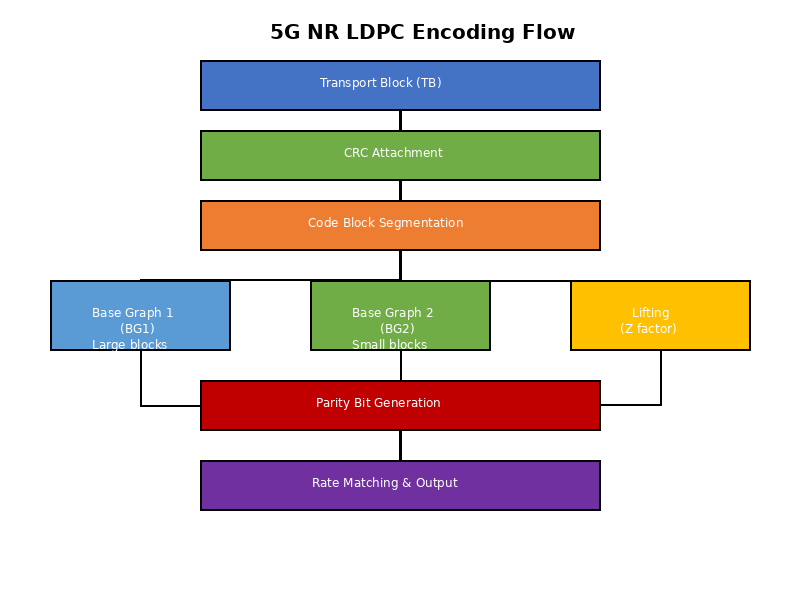 5G NR LDPC Encoding Flow
Transport Block (TB)
CRC Attachment
Code Block Segmentation
Base Graph 1
(BG1)
Large blocks
Base Graph 2
(BG2)
Small blocks
Lifting
(Z factor)
Parity Bit Generation
Rate Matching & Output